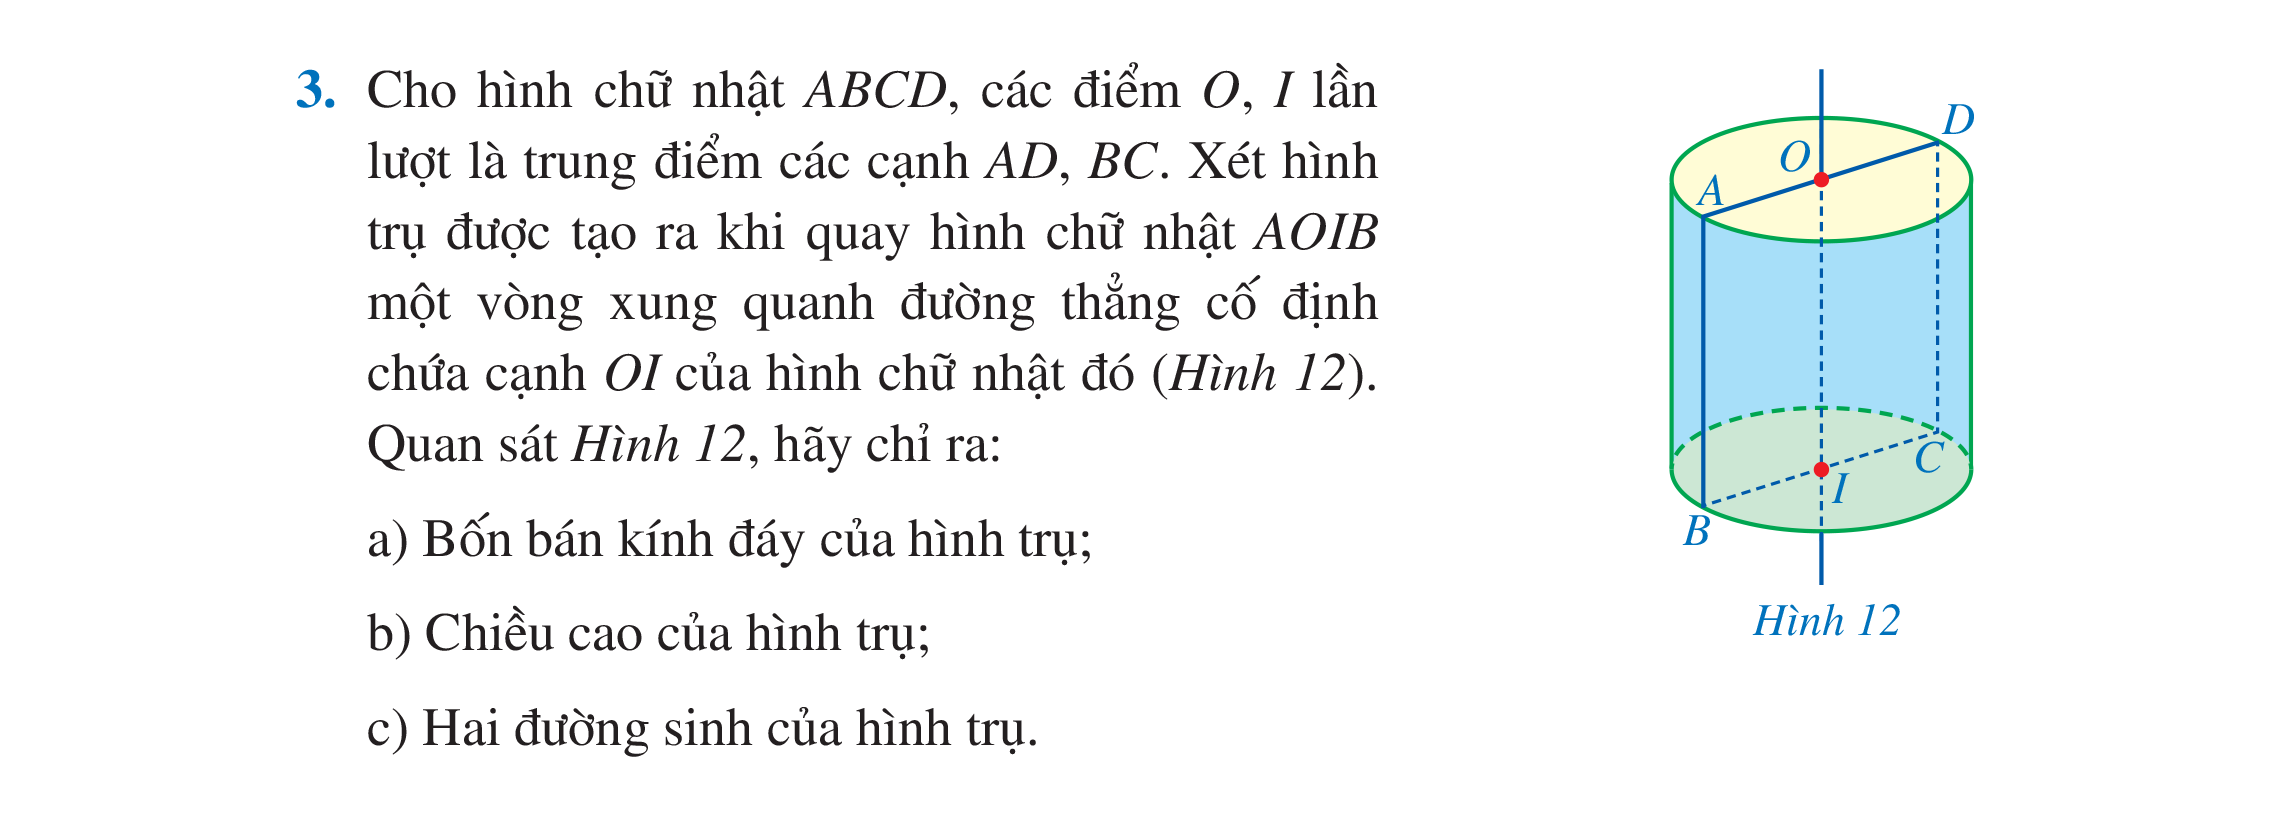 3. Cho hình chữ nhật ABCD, các điểm O, I lần
lượt là trung điểm các cạnh AD, BC. Xét hình
trụ được tạo ra khi quay hình chữ nhật AOIB
một vòng xung quanh đường thẳng cố định
chứa cạnh OI của hình chữ nhật đó (Hình 12).
Quan sát Hình 12, hãy chỉ ra:
a) Bốn bán kính đáy của hình trụ;
b) Chiều cao của hình trụ;
c) Hai đường sinh của hình trụ.
D
O
A
C
I
B
Hình 12